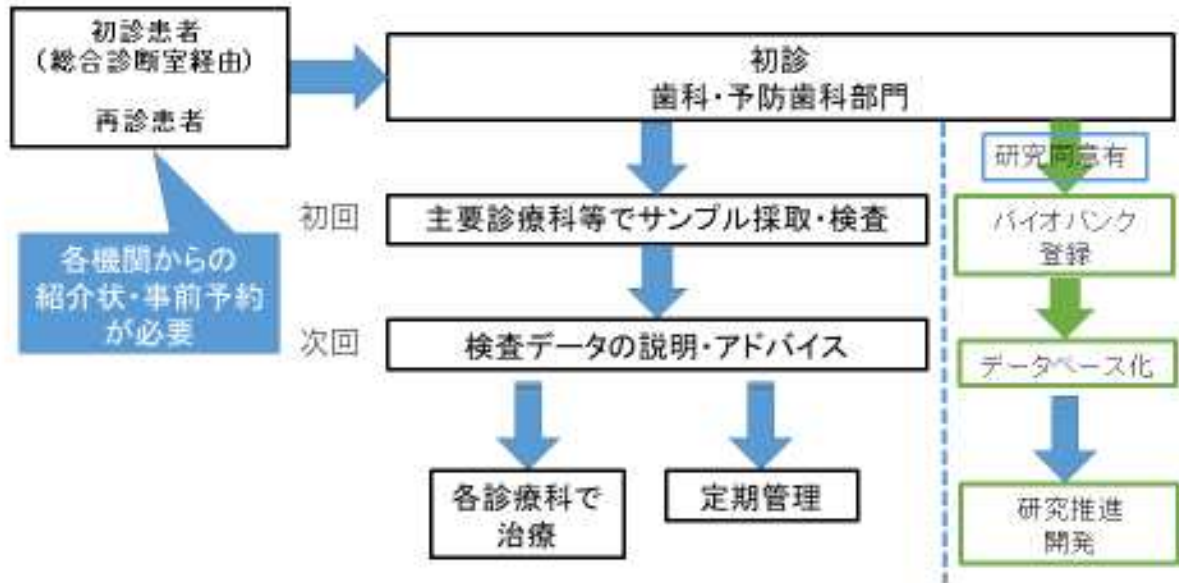 初診患者
(総合診断室経由)
再診患者
初診
歯科・予防歯科部門
研究同意有
各機関からの
紹介状・事前予約
が必要
初回
主要診療科等でサンプル採取・検査
バイオバンク
登録
次回
検査データの説明・アドバイス
データベース化
各診療科で
治療
定期管理
研究推進
開発